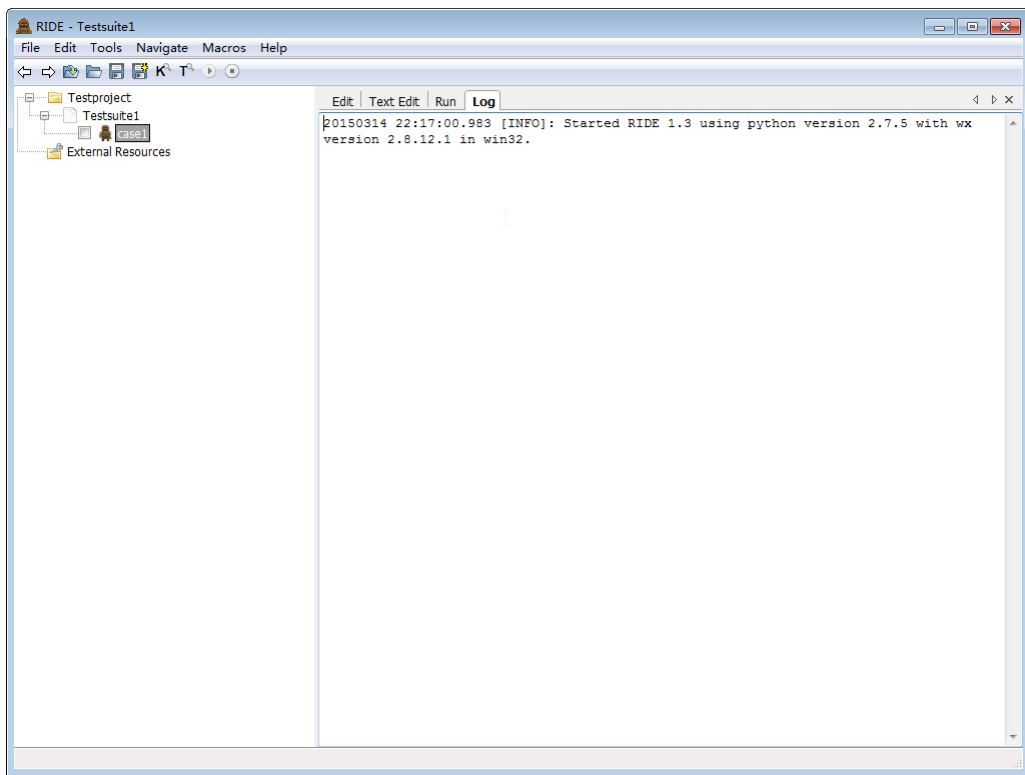 RIDE - Testsuite1
File Edit Tools Navigate Macros Help
K T
Testproject
Testsuite1
case1
External Resources
Edit Text Edit Run Log
20150314 22:17:00.983 [INFO]: Started RIDE 1.3 using python version 2.7.5 with wx
version 2.8.12.1 in win32.